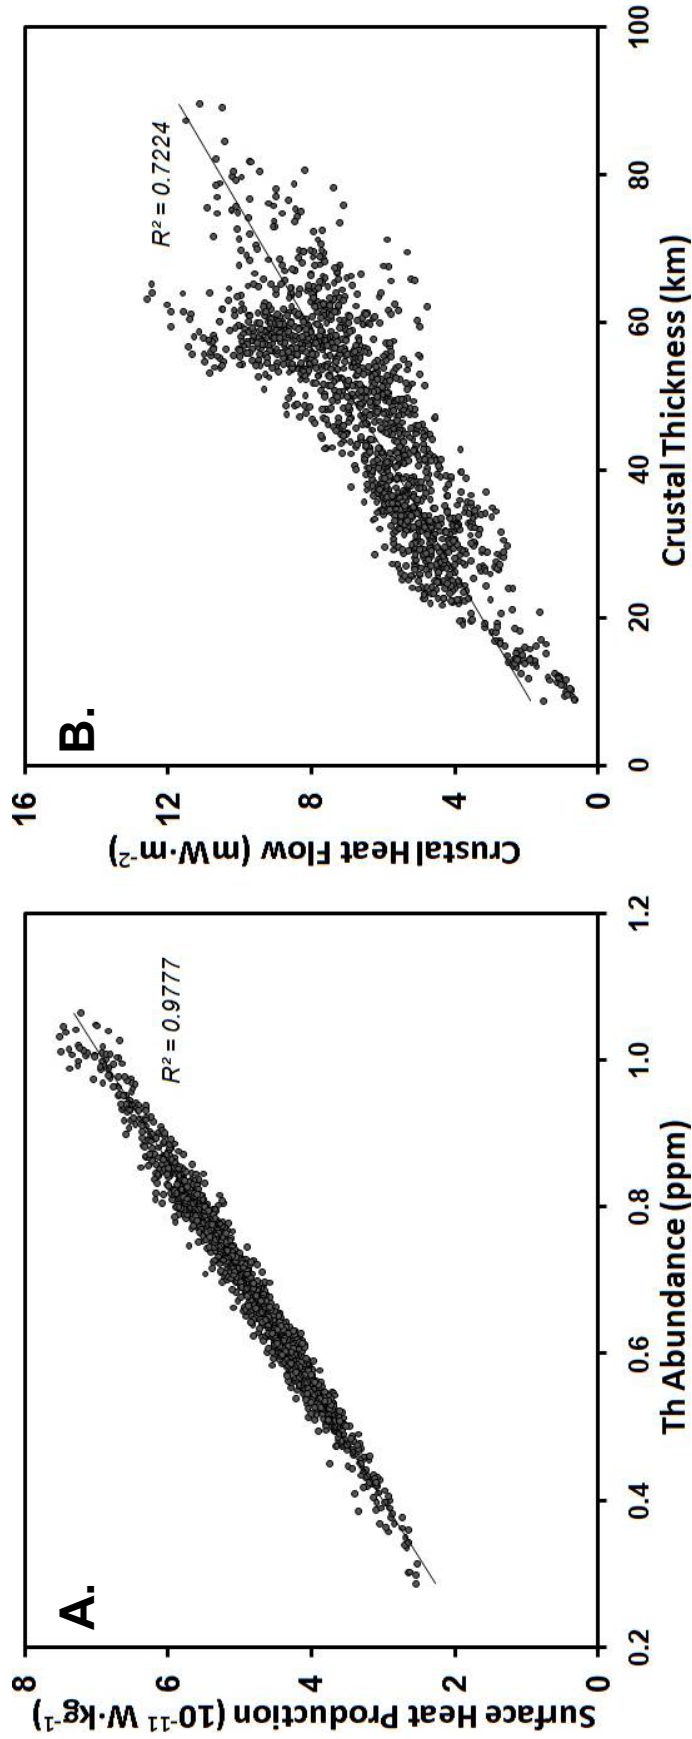 A.
R² = 0.9777
8
6
4
2
0
0.2
0.4
0.6
0.8
1.0
1.2
Surface Heat Production (10⁻¹¹ W·kg⁻¹)
Th Abundance (ppm)
B.
R² = 0.7224
16
12
8
4
0
0
20
40
60
80
100
Crustal Heat Flow (mW·m⁻²)
Crustal Thickness (km)